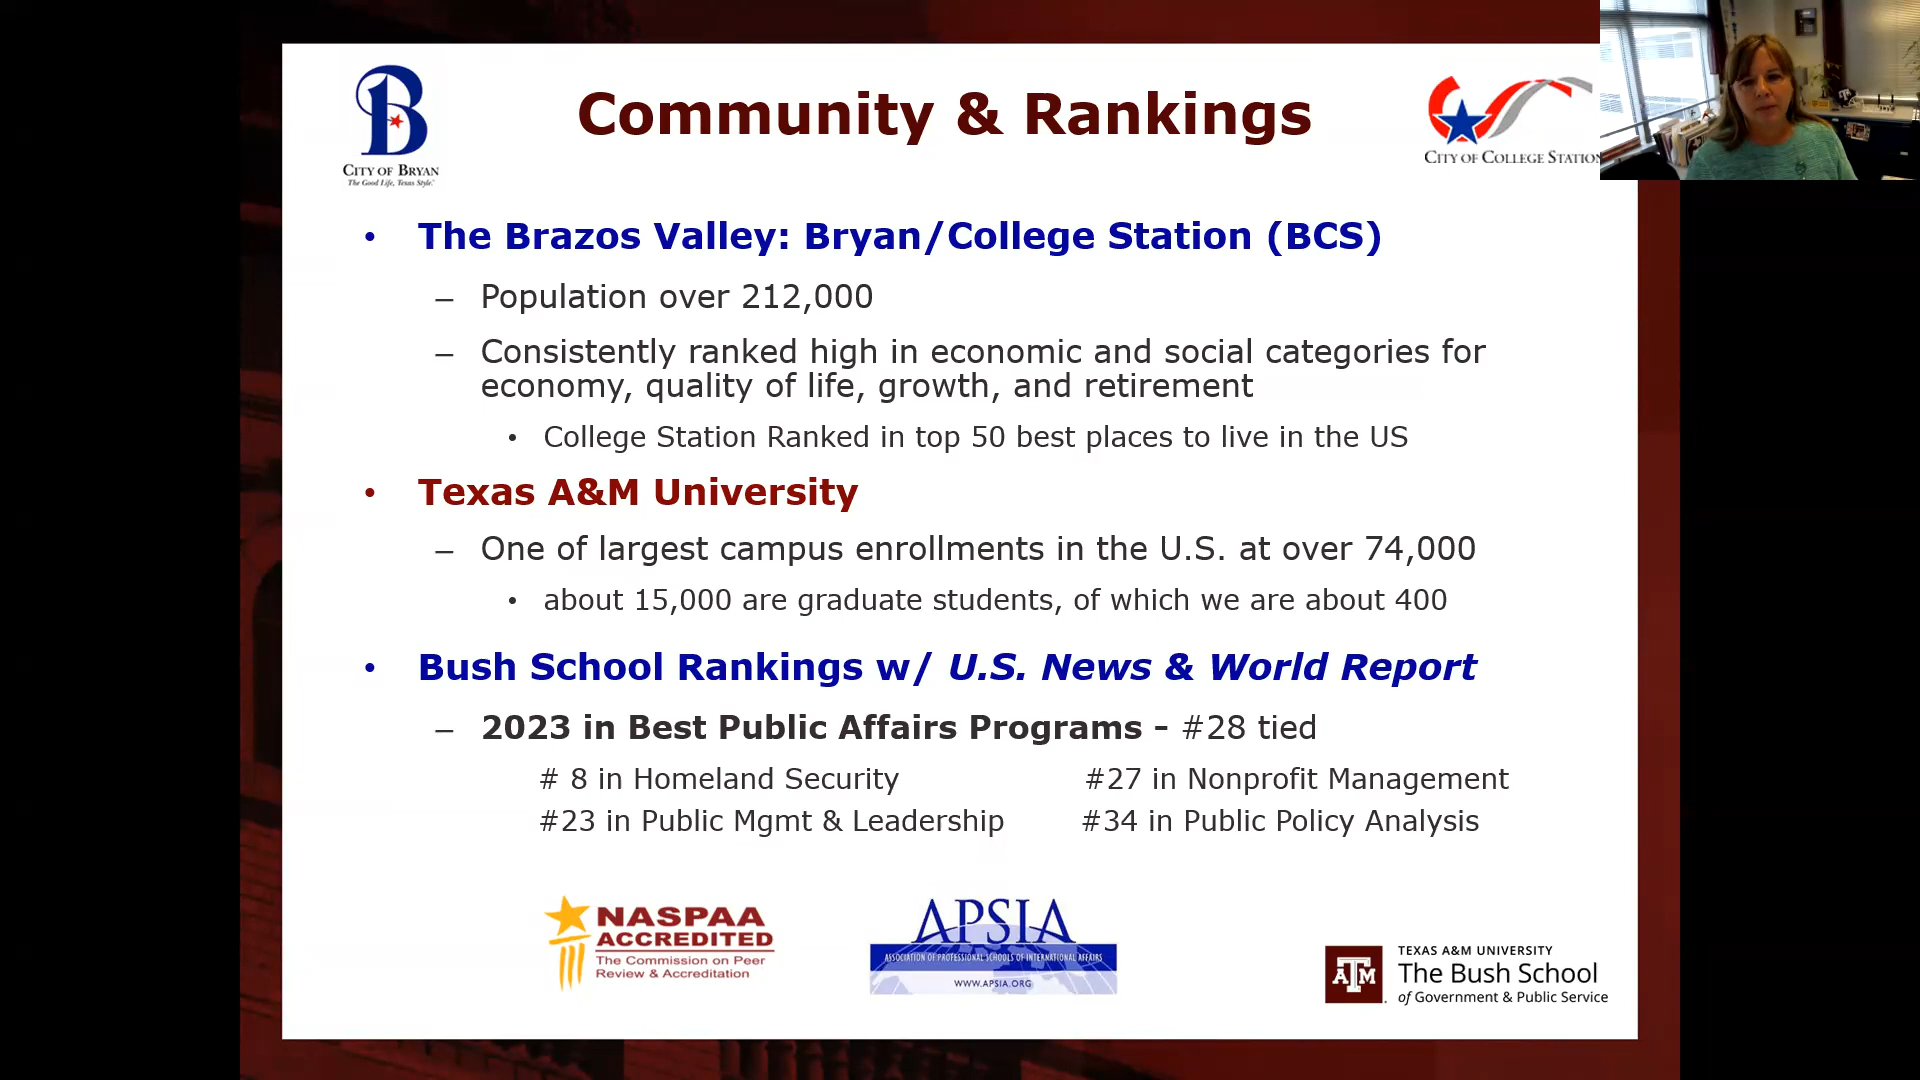 Community & Rankings
CITY OF BRYAN
The Good Life, Texas Style.
CITY OF COLLEGE STATION
• The Brazos Valley: Bryan/College Station (BCS)
– Population over 212,000
– Consistently ranked high in economic and social categories for
economy, quality of life, growth, and retirement
• College Station Ranked in top 50 best places to live in the US
• Texas A&M University
– One of largest campus enrollments in the U.S. at over 74,000
• about 15,000 are graduate students, of which we are about 400
• Bush School Rankings w/ U.S. News & World Report
– 2023 in Best Public Affairs Programs – #28 tied
# 8 in Homeland Security #27 in Nonprofit Management
#23 in Public Mgmt & Leadership #34 in Public Policy Analysis
NASPAA
ACCREDITED
The Commission on Peer
Review & Accreditation
APSIA
ASSOCIATION OF PROFESSIONAL SCHOOLS OF INTERNATIONAL AFFAIRS
WWW.APSIA.ORG
ATM
TEXAS A&M UNIVERSITY
The Bush School
of Government & Public Service